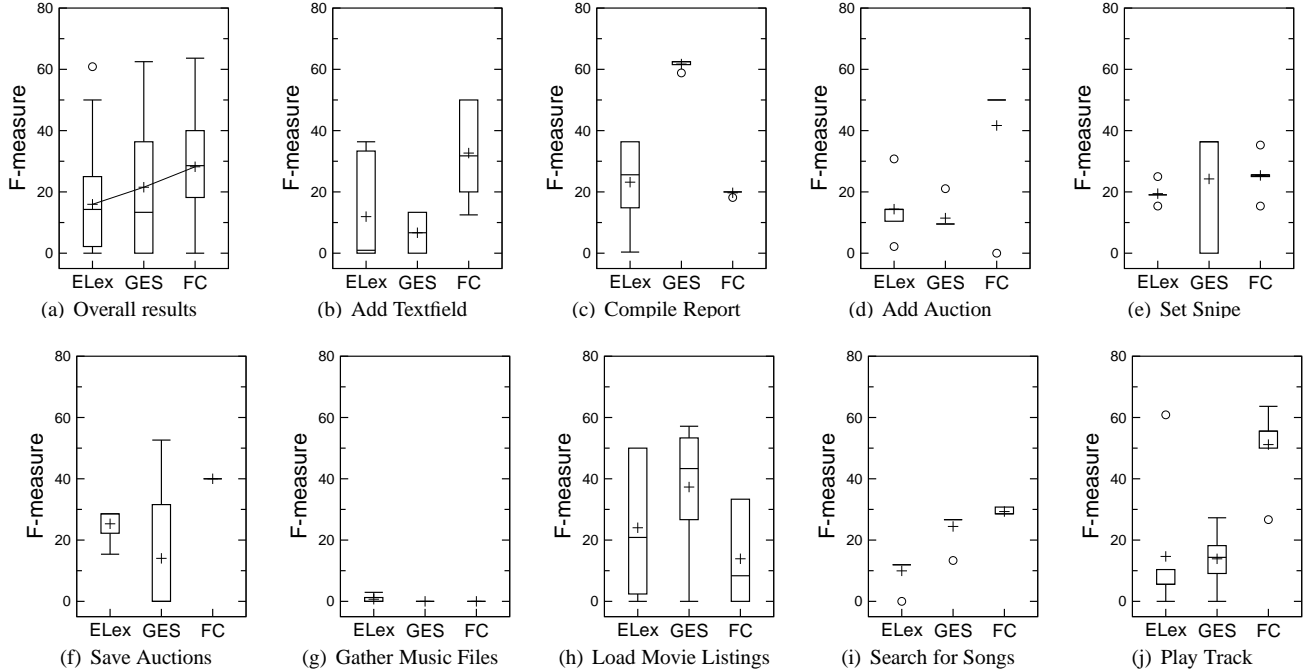 80
60
40
20
0
F-measure
ELex GES FC
(a) Overall results
80
60
40
20
0
F-measure
ELex GES FC
(b) Add Textfield
80
60
40
20
0
F-measure
ELex GES FC
(c) Compile Report
80
60
40
20
0
F-measure
ELex GES FC
(d) Add Auction
80
60
40
20
0
F-measure
ELex GES FC
(e) Set Snipe
80
60
40
20
0
F-measure
ELex GES FC
(f) Save Auctions
80
60
40
20
0
F-measure
ELex GES FC
(g) Gather Music Files
80
60
40
20
0
F-measure
ELex GES FC
(h) Load Movie Listings
80
60
40
20
0
F-measure
ELex GES FC
(i) Search for Songs
80
60
40
20
0
F-measure
ELex GES FC
(j) Play Track